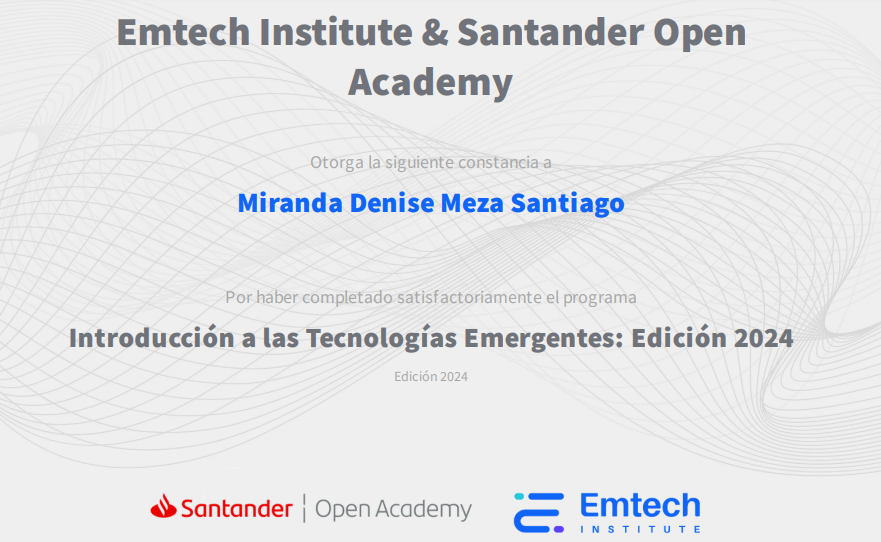 Emtech Institute & Santander Open
Academy
Otorga la siguiente constancia a
Miranda Denise Meza Santiago
Por haber completado satisfactoriamente el programa
Introducción a las Tecnologías Emergentes: Edición 2024
Edición 2024
Santander | Open Academy
Emtech
INSTITUTE